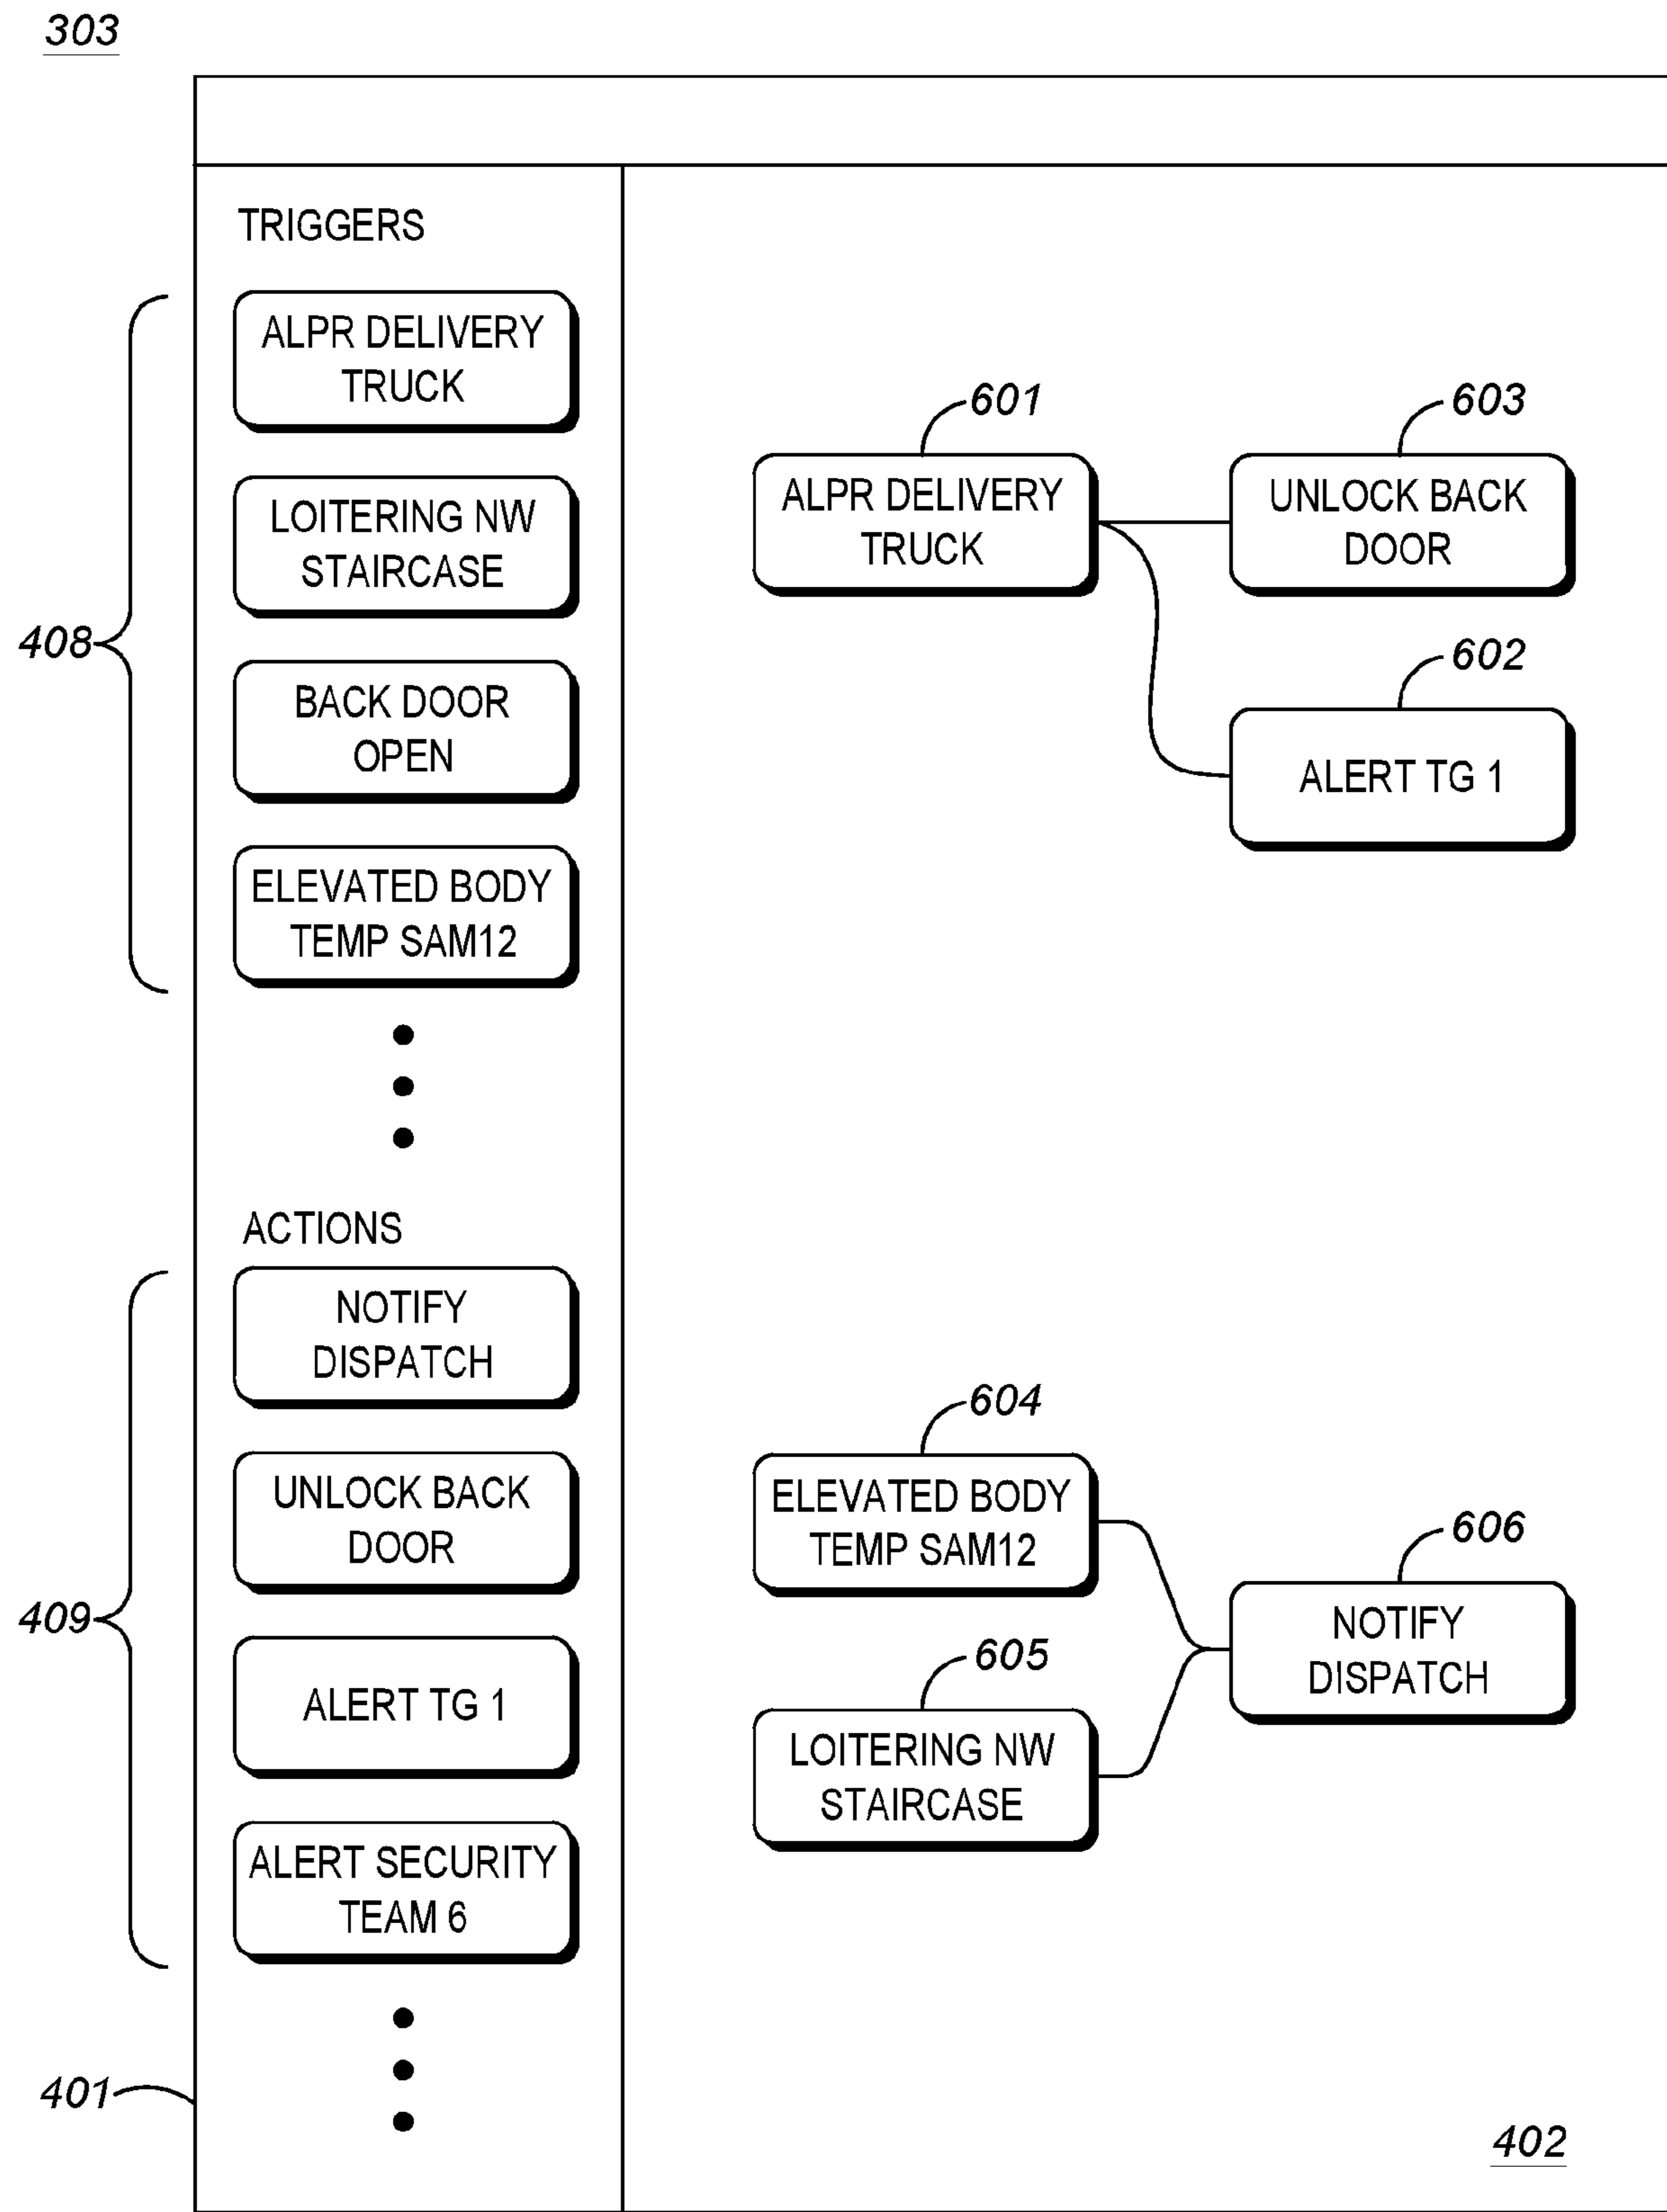 303
TRIGGERS
ALPR DELIVERY
TRUCK
LOITERING NW
STAIRCASE
408
BACK DOOR
OPEN
ELEVATED BODY
TEMP SAM12
ACTIONS
NOTIFY
DISPATCH
UNLOCK BACK
DOOR
409
ALERT TG 1
ALERT SECURITY
TEAM 6
401
601
ALPR DELIVERY
TRUCK
603
UNLOCK BACK
DOOR
602
ALERT TG 1
604
ELEVATED BODY
TEMP SAM12
605
LOITERING NW
STAIRCASE
606
NOTIFY
DISPATCH
402